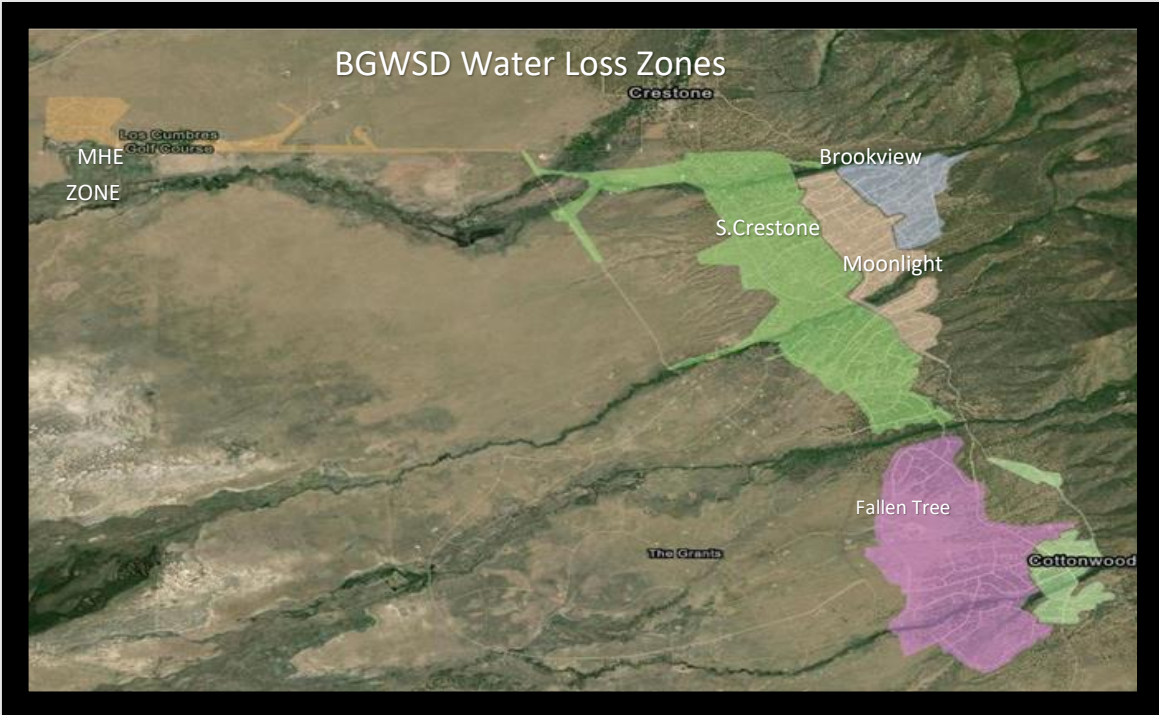 BGWSD Water Loss Zones
Crestone
Los Cumbres
Golf Course
MHE
ZONE
Brookview
S.Crestone
Moonlight
Fallen Tree
The Grants
Cottonwood